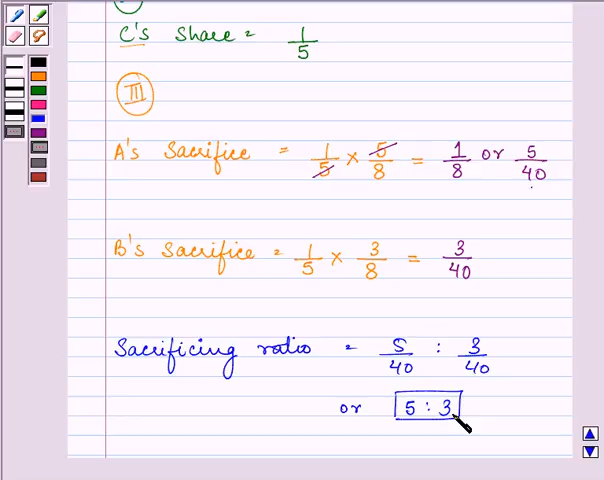 C's Share = 1/5
III
A's Sacrifice = 1/5 × 5/8 = 1/8 or 5/40
B's Sacrifice = 1/5 × 3/8 = 3/40
Sacrificing ratio = 5/40 : 3/40
or 5 : 3